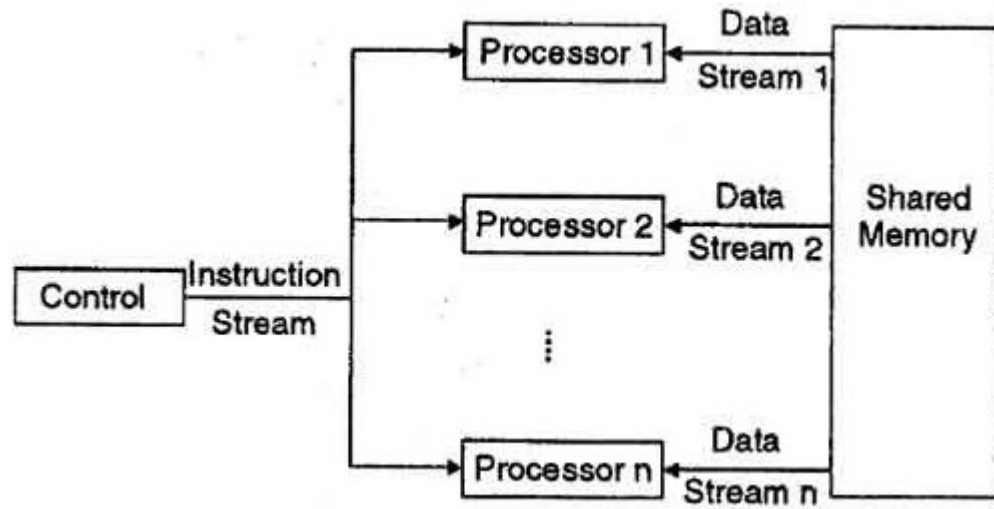 Processor 1
Data
Stream 1
Processor 2
Data
Stream 2
Shared
Memory
Control
Instruction
Stream
Processor n
Data
Stream n